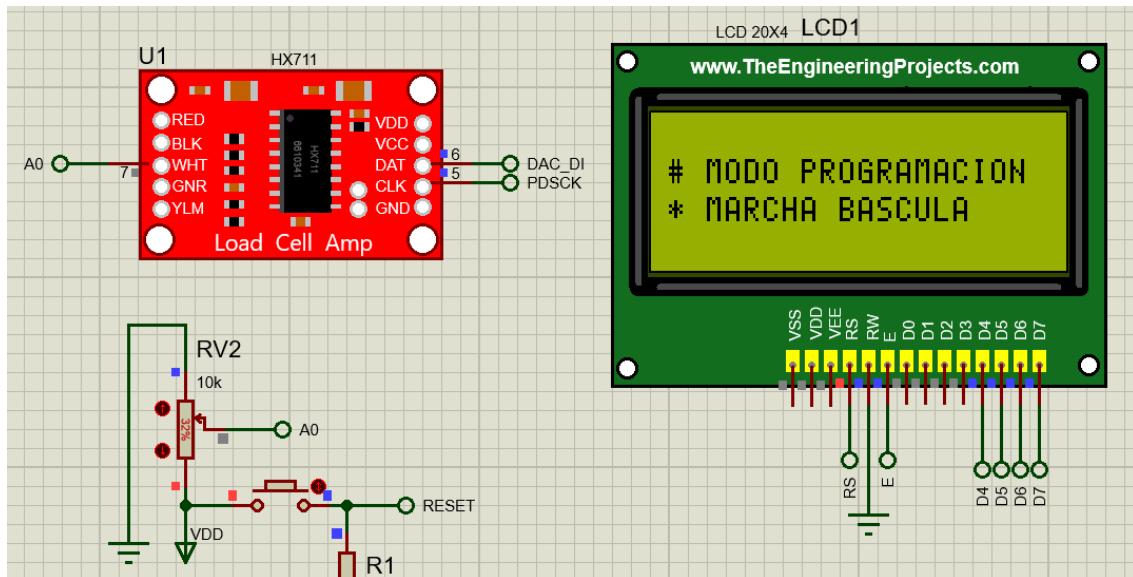 U1
HX711
RED
BLK
WHT
GNR
YLM
VDD
VCC
DAT
CLK
GND
A0
7
6
5
DAC_DI
PDSCK
HX711
6610341
Load Cell Amp
LCD 20X4 LCD1
www.TheEngineeringProjects.com
# MODO PROGRAMACION
* MARCHA BASCULA
VSS
VDD
VEE
RS
RW
E
D0
D1
D2
D3
D4
D5
D6
D7
RS
E
D4
D5
D6
D7
RV2
10k
32%
A0
RESET
VDD
R1